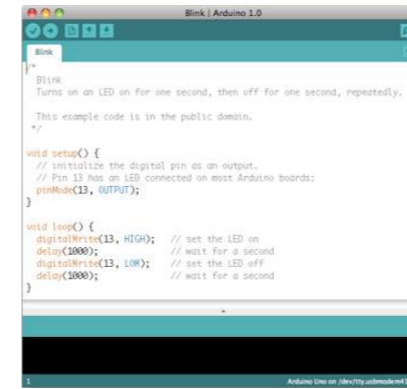 Blink | Arduino 1.0
Blink
/*
Blink
Turns on an LED on for one second, then off for one second, repeatedly.
This example code is in the public domain.
*/
void setup() {
// initialize the digital pin as an output.
// Pin 13 has an LED connected on most Arduino boards:
pinMode(13, OUTPUT);
}
void loop() {
digitalWrite(13, HIGH); // set the LED on
delay(1000); // wait for a second
digitalWrite(13, LOW); // set the LED off
delay(1000); // wait for a second
}
1 Arduino Uno on